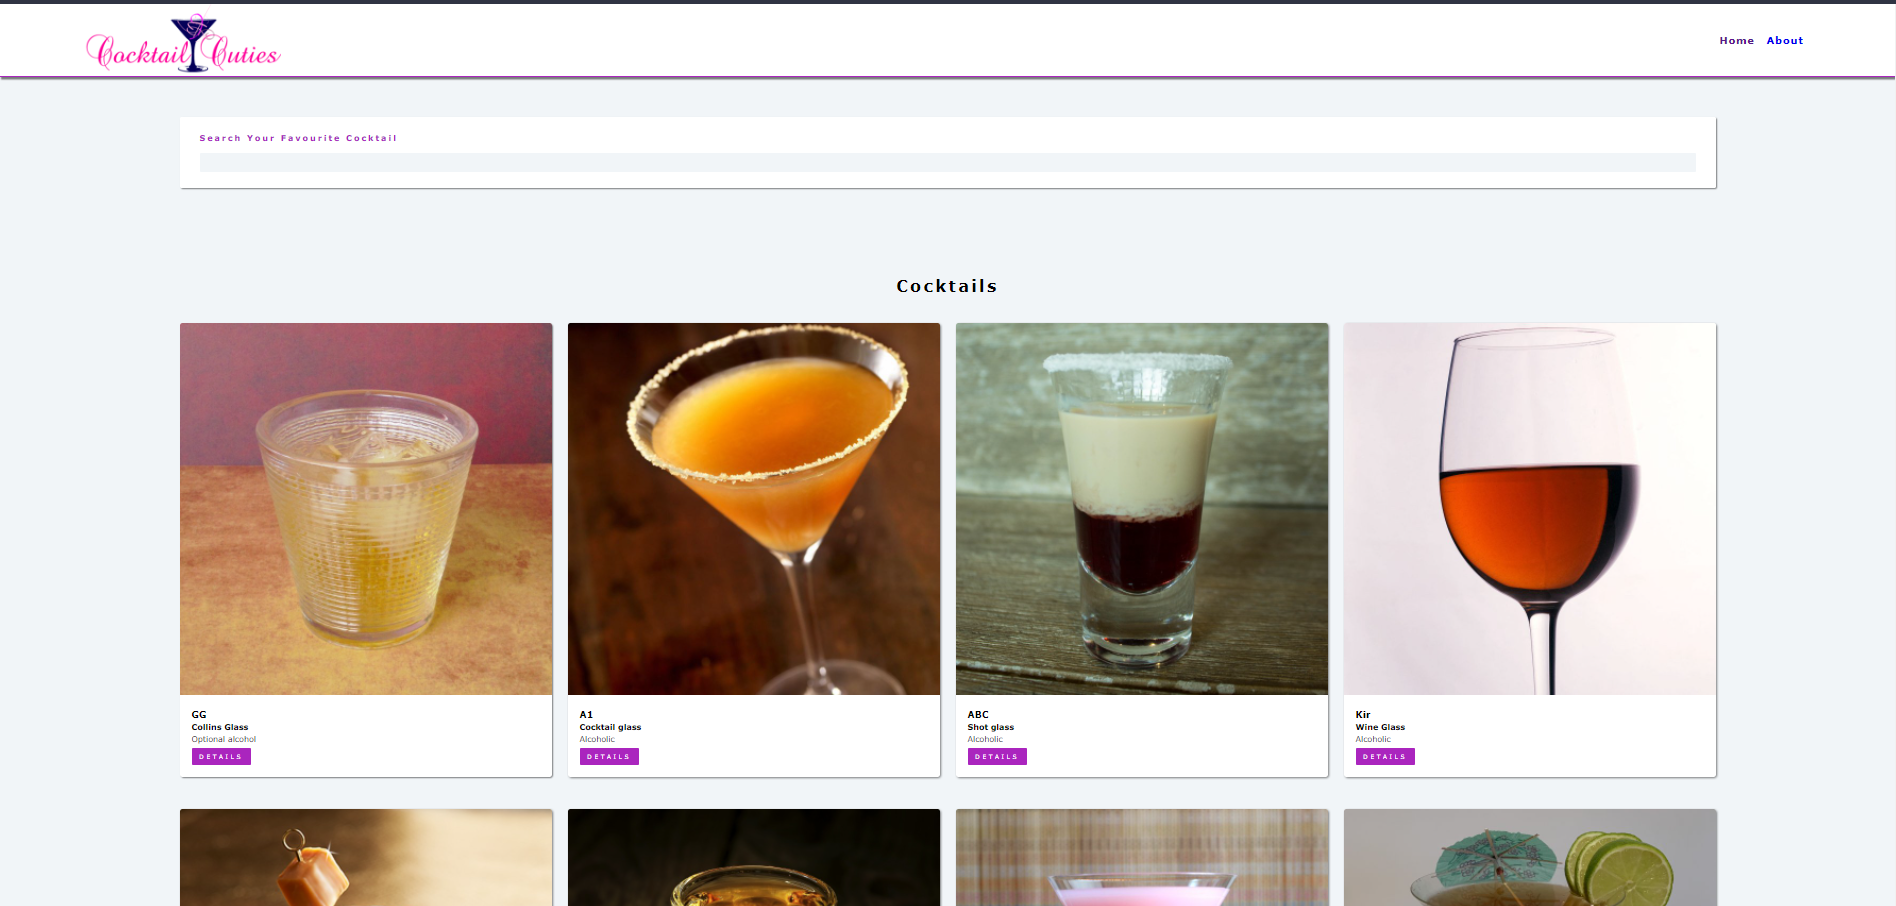 Cocktail Cuties
Home About
Search Your Favourite Cocktail
Cocktails
GG
Collins Glass
Optional alcohol
DETAILS
A1
Cocktail glass
Alcoholic
DETAILS
ABC
Shot glass
Alcoholic
DETAILS
Kir
Wine Glass
Alcoholic
DETAILS